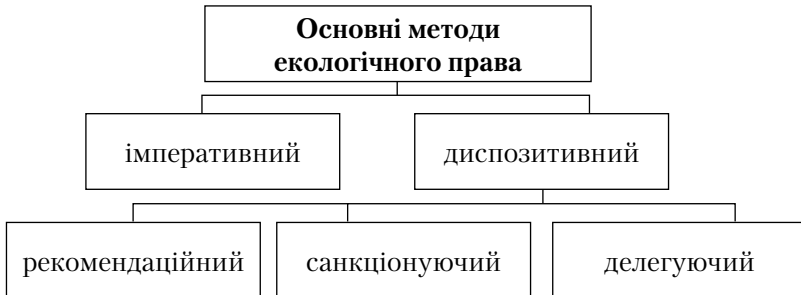 Основні методи
екологічного права
імперативний
диспозитивний
рекомендаційний
санкціонуючий
делегуючий